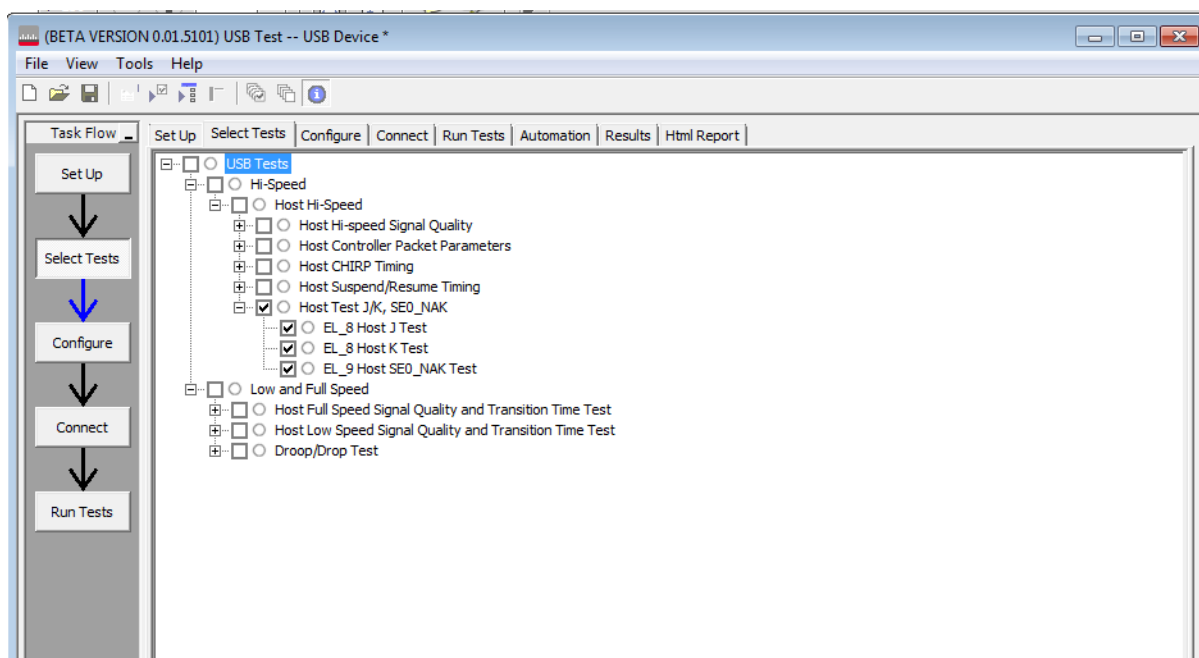 (BETA VERSION 0.01.5101) USB Test -- USB Device *
File View Tools Help
Task Flow
Set Up Select Tests Configure Connect Run Tests Automation Results Html Report
Set Up
Select Tests
Configure
Connect
Run Tests
USB Tests
Hi-Speed
Host Hi-Speed
Host Hi-speed Signal Quality
Host Controller Packet Parameters
Host CHIRP Timing
Host Suspend/Resume Timing
Host Test J/K, SE0_NAK
EL_8 Host J Test
EL_8 Host K Test
EL_9 Host SE0_NAK Test
Low and Full Speed
Host Full Speed Signal Quality and Transition Time Test
Host Low Speed Signal Quality and Transition Time Test
Droop/Drop Test